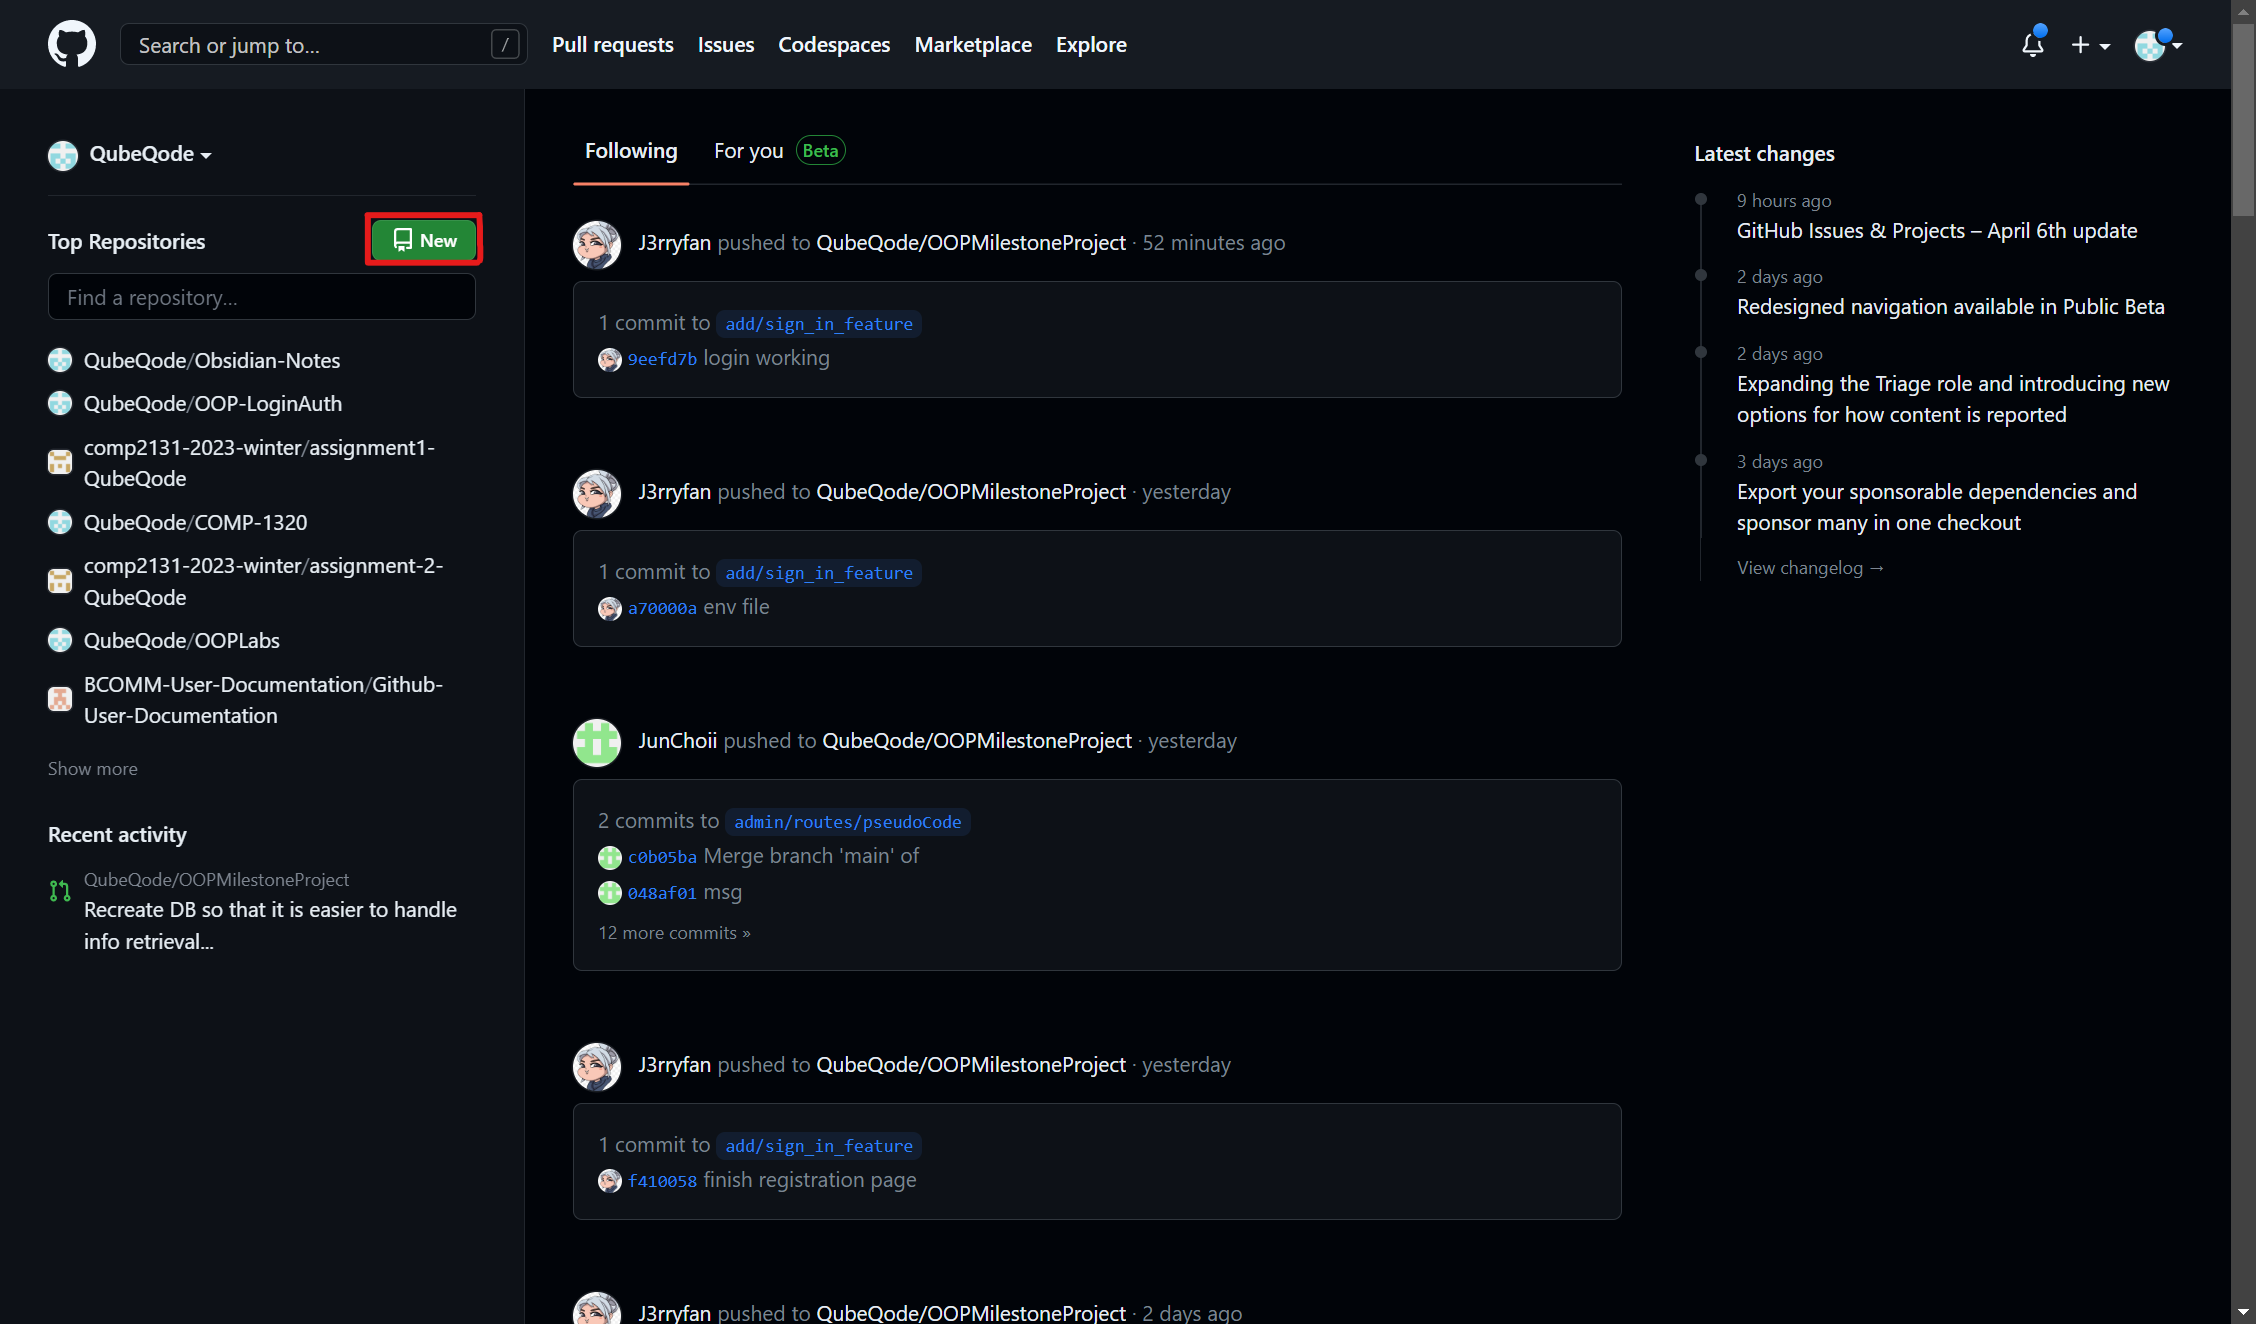 Search or jump to...
/
Pull requests
Issues
Codespaces
Marketplace
Explore
QubeQode
Top Repositories
New
Find a repository...
QubeQode/Obsidian-Notes
QubeQode/OOP-LoginAuth
comp2131-2023-winter/assignment1-
QubeQode
QubeQode/COMP-1320
comp2131-2023-winter/assignment-2-
QubeQode
QubeQode/OOPLabs
BCOMM-User-Documentation/Github-
User-Documentation
Show more
Recent activity
QubeQode/OOPMilestoneProject
Recreate DB so that it is easier to handle
info retrieval...
Following
For you Beta
J3rryfan pushed to QubeQode/OOPMilestoneProject · 52 minutes ago
1 commit to add/sign_in_feature
9eefd7b login working
J3rryfan pushed to QubeQode/OOPMilestoneProject · yesterday
1 commit to add/sign_in_feature
a70000a env file
JunChoii pushed to QubeQode/OOPMilestoneProject · yesterday
2 commits to admin/routes/pseudoCode
c0b05ba Merge branch 'main' of
048af01 msg
12 more commits »
J3rryfan pushed to QubeQode/OOPMilestoneProject · yesterday
1 commit to add/sign_in_feature
f410058 finish registration page
J3rryfan pushed to QubeQode/OOPMilestoneProject · 2 days ago
Latest changes
9 hours ago
GitHub Issues & Projects – April 6th update
2 days ago
Redesigned navigation available in Public Beta
2 days ago
Expanding the Triage role and introducing new
options for how content is reported
3 days ago
Export your sponsorable dependencies and
sponsor many in one checkout
View changelog →